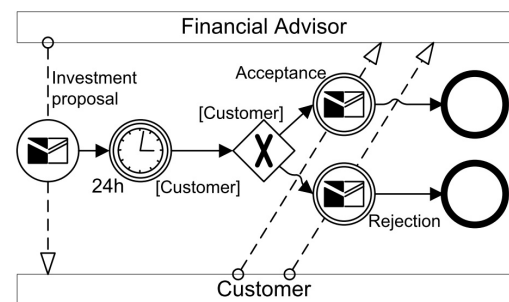 Financial Advisor
Investment
proposal
Acceptance
[Customer]
24h
[Customer]
Rejection
Customer